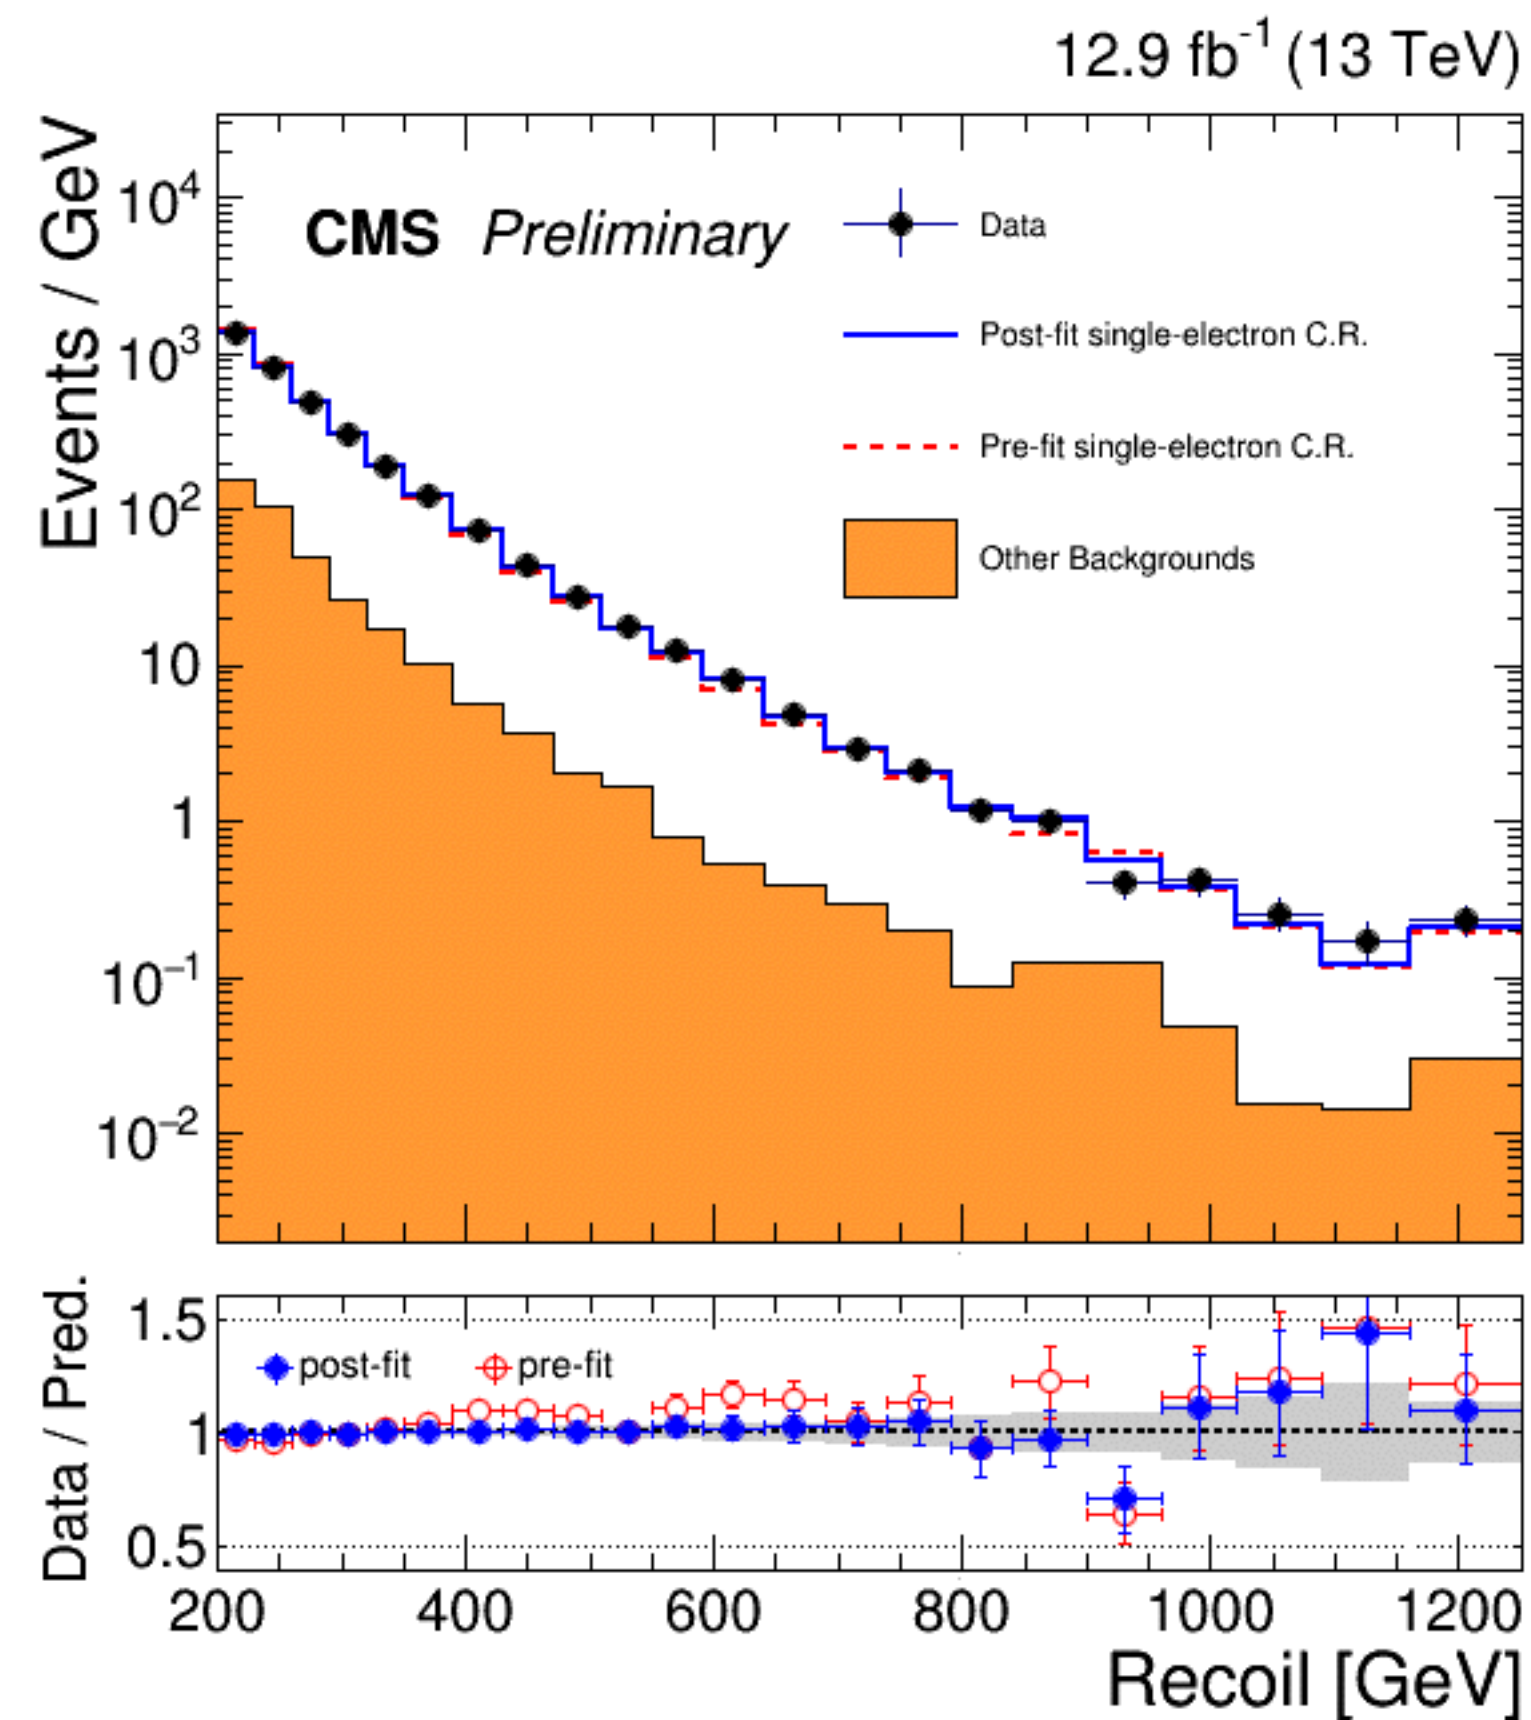 12.9 fb⁻¹ (13 TeV)
Events / GeV
CMS Preliminary
Data
Post-fit single-electron C.R.
Pre-fit single-electron C.R.
Other Backgrounds
10⁴
10³
10²
10
1
10⁻¹
10⁻²
Data / Pred.
1.5
1
0.5
post-fit pre-fit
200 400 600 800 1000 1200
Recoil [GeV]